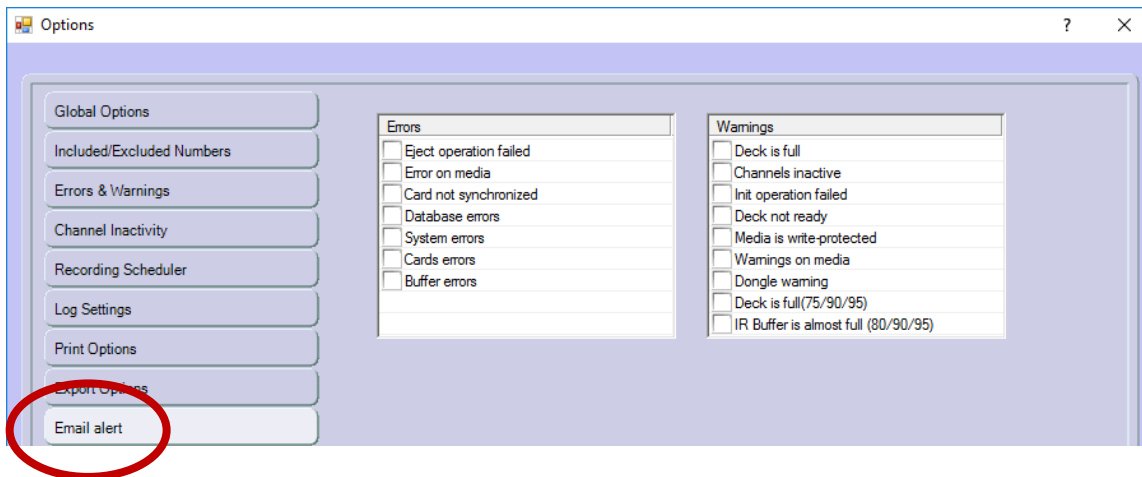 Options
?
Global Options
Included/Excluded Numbers
Errors & Warnings
Channel Inactivity
Recording Scheduler
Log Settings
Print Options
Export Options
Email alert
Errors
Eject operation failed
Error on media
Card not synchronized
Database errors
System errors
Cards errors
Buffer errors
Warnings
Deck is full
Channels inactive
Init operation failed
Deck not ready
Media is write-protected
Warnings on media
Dongle warning
Deck is full(75/90/95)
IR Buffer is almost full (80/90/95)